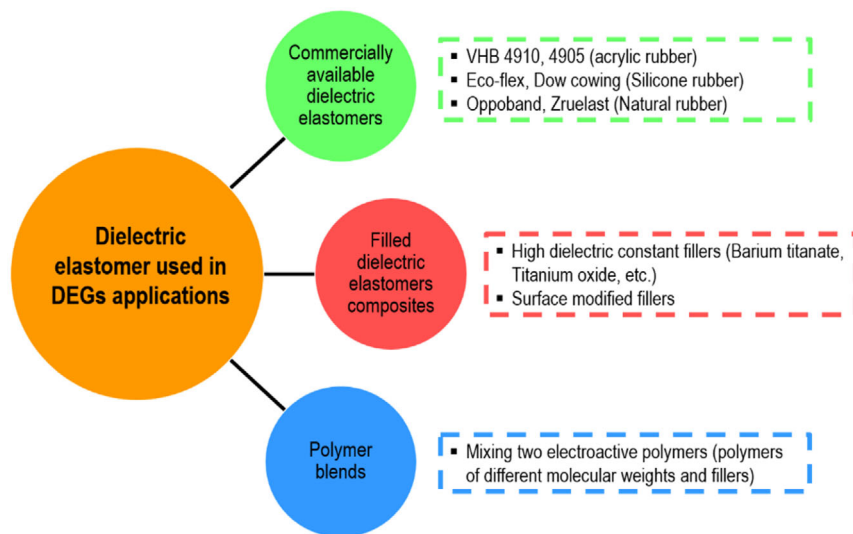 Commercially
available
dielectric
elastomers
▪ VHB 4910, 4905 (acrylic rubber)
▪ Eco-flex, Dow cowing (Silicone rubber)
▪ Oppoband, Zruelast (Natural rubber)
Dielectric
elastomer used in
DEGs applications
Filled
dielectric
elastomers
composites
▪ High dielectric constant fillers (Barium titanate,
Titanium oxide, etc.)
▪ Surface modified fillers
Polymer
blends
▪ Mixing two electroactive polymers (polymers
of different molecular weights and fillers)